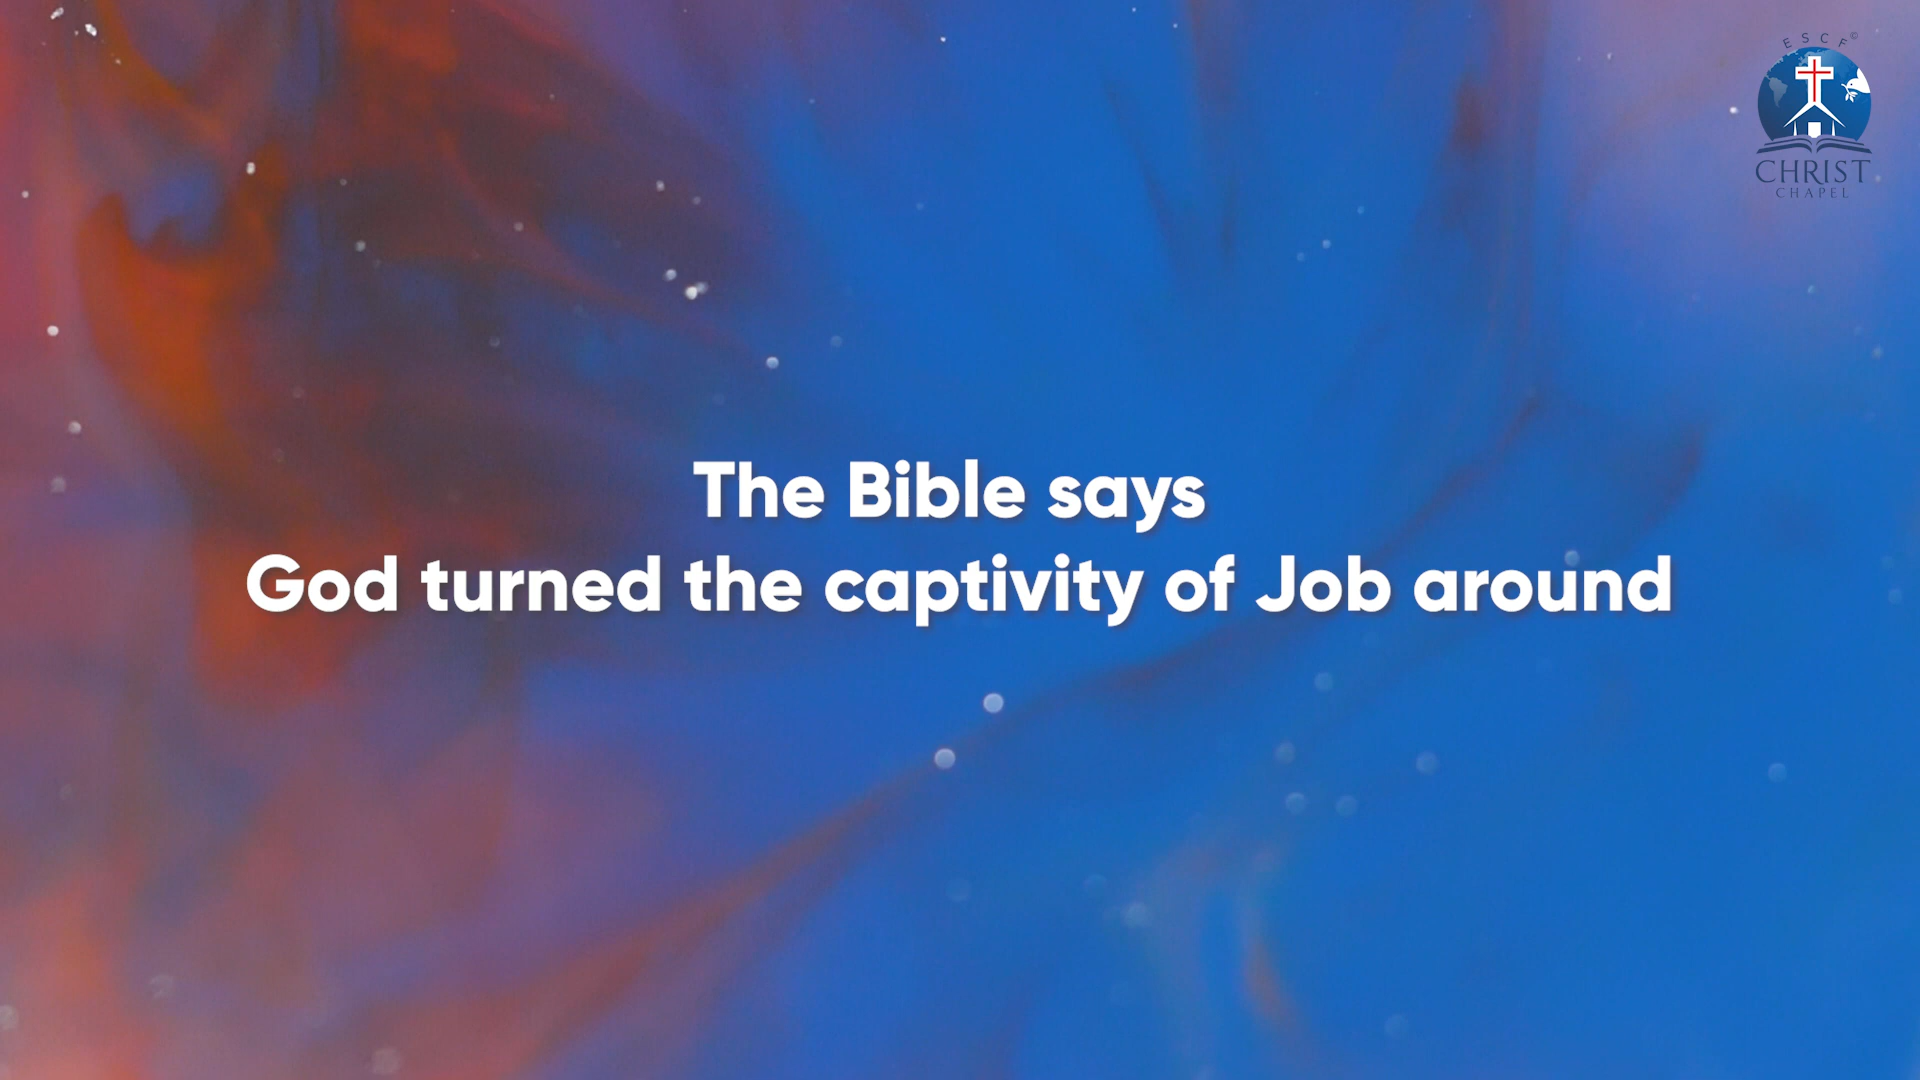 ESCF©
CHRIST
CHAPEL
The Bible says
God turned the captivity of Job around